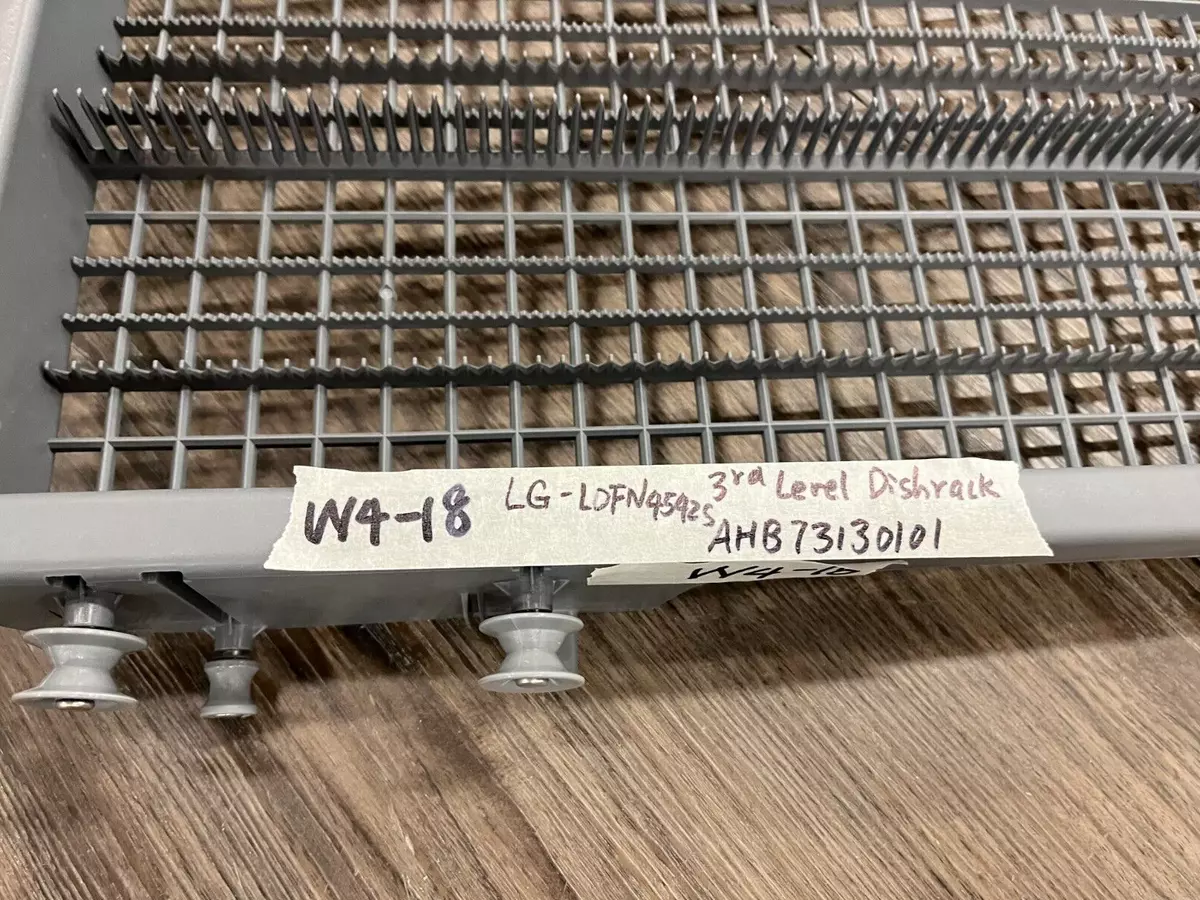 W4-18 LG-LDFN4542S 3rd Level Dishrack
AHB73130101
W4-18